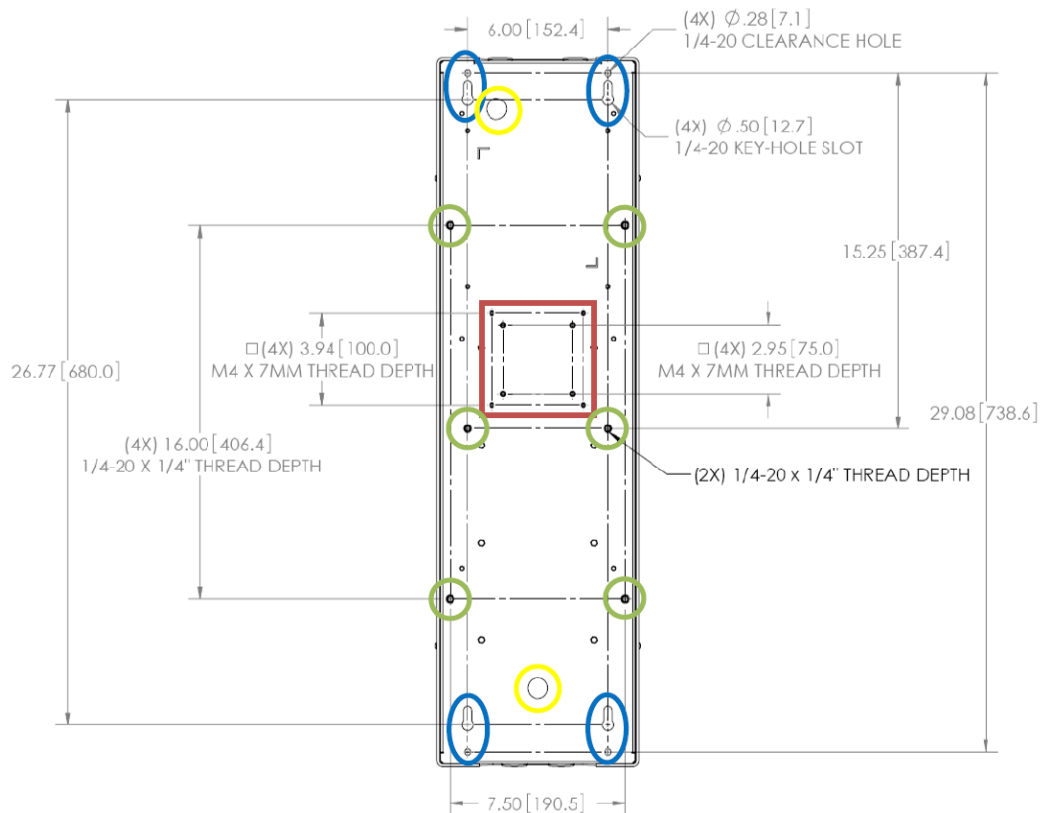 6.00 [152.4]
(4X) Ø.28 [7.1]
1/4-20 CLEARANCE HOLE
(4X) Ø.50 [12.7]
1/4-20 KEY-HOLE SLOT
15.25 [387.4]
□ (4X) 3.94 [100.0]
M4 X 7MM THREAD DEPTH
□ (4X) 2.95 [75.0]
M4 X 7MM THREAD DEPTH
26.77 [680.0]
29.08 [738.6]
(4X) 16.00 [406.4]
1/4-20 X 1/4" THREAD DEPTH
(2X) 1/4-20 x 1/4" THREAD DEPTH
7.50 [190.5]